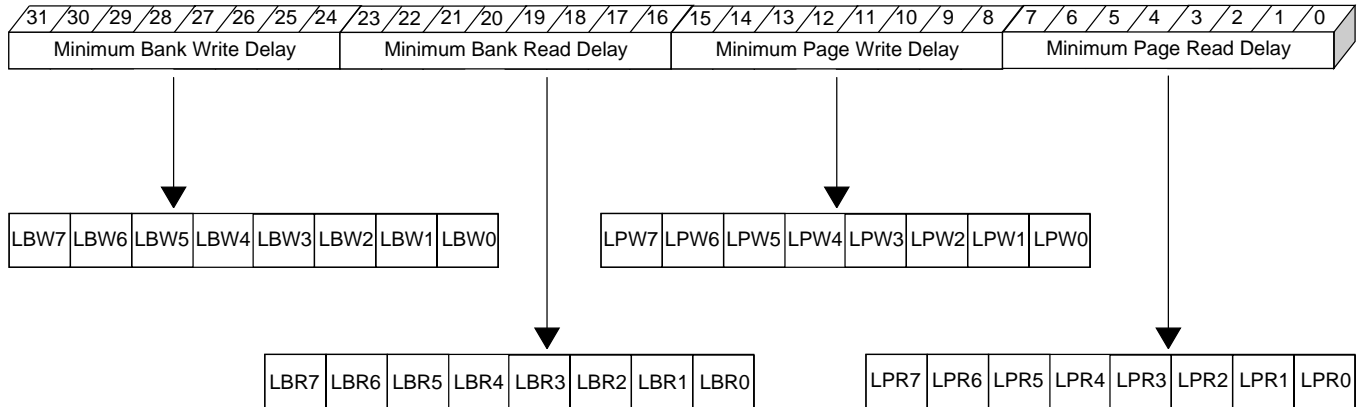 31 30 29 28 27 26 25 24 23 22 21 20 19 18 17 16 15 14 13 12 11 10 9 8 7 6 5 4 3 2 1 0
Minimum Bank Write Delay Minimum Bank Read Delay Minimum Page Write Delay Minimum Page Read Delay
LBW7 LBW6 LBW5 LBW4 LBW3 LBW2 LBW1 LBW0 LPW7 LPW6 LPW5 LPW4 LPW3 LPW2 LPW1 LPW0
LBR7 LBR6 LBR5 LBR4 LBR3 LBR2 LBR1 LBR0 LPR7 LPR6 LPR5 LPR4 LPR3 LPR2 LPR1 LPR0